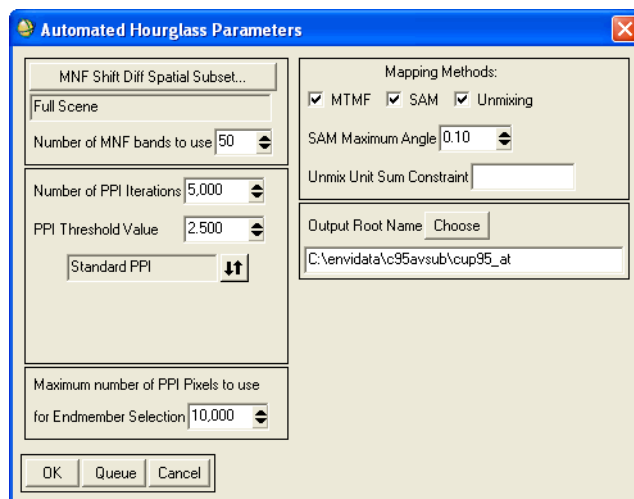 Automated Hourglass Parameters
MNF Shift Diff Spatial Subset...
Full Scene
Number of MNF bands to use 50
Number of PPI Iterations 5,000
PPI Threshold Value 2.500
Standard PPI
Maximum number of PPI Pixels to use
for Endmember Selection 10,000
OK Queue Cancel
Mapping Methods:
MTMF SAM Unmixing
SAM Maximum Angle 0.10
Unmix Unit Sum Constraint
Output Root Name Choose
C:\envidata\c95avsub\cup95_at